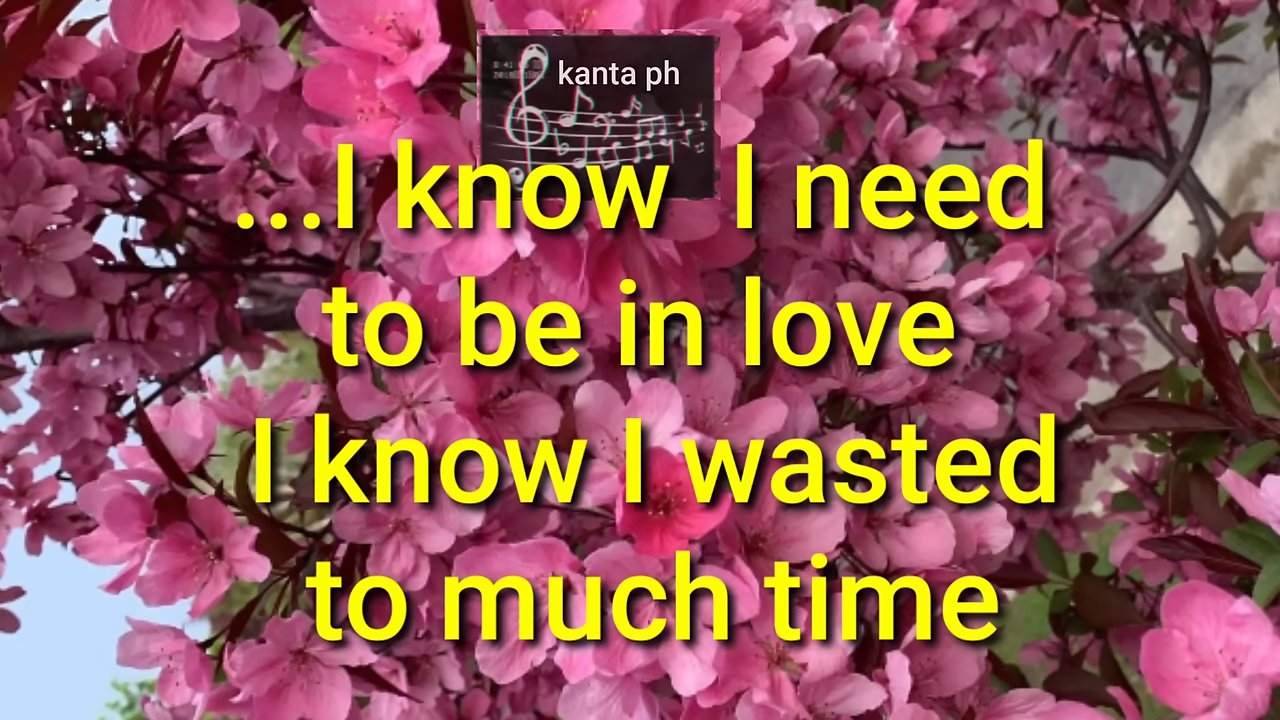 kanta ph
...I know I need
to be in love
I know I wasted
to much time